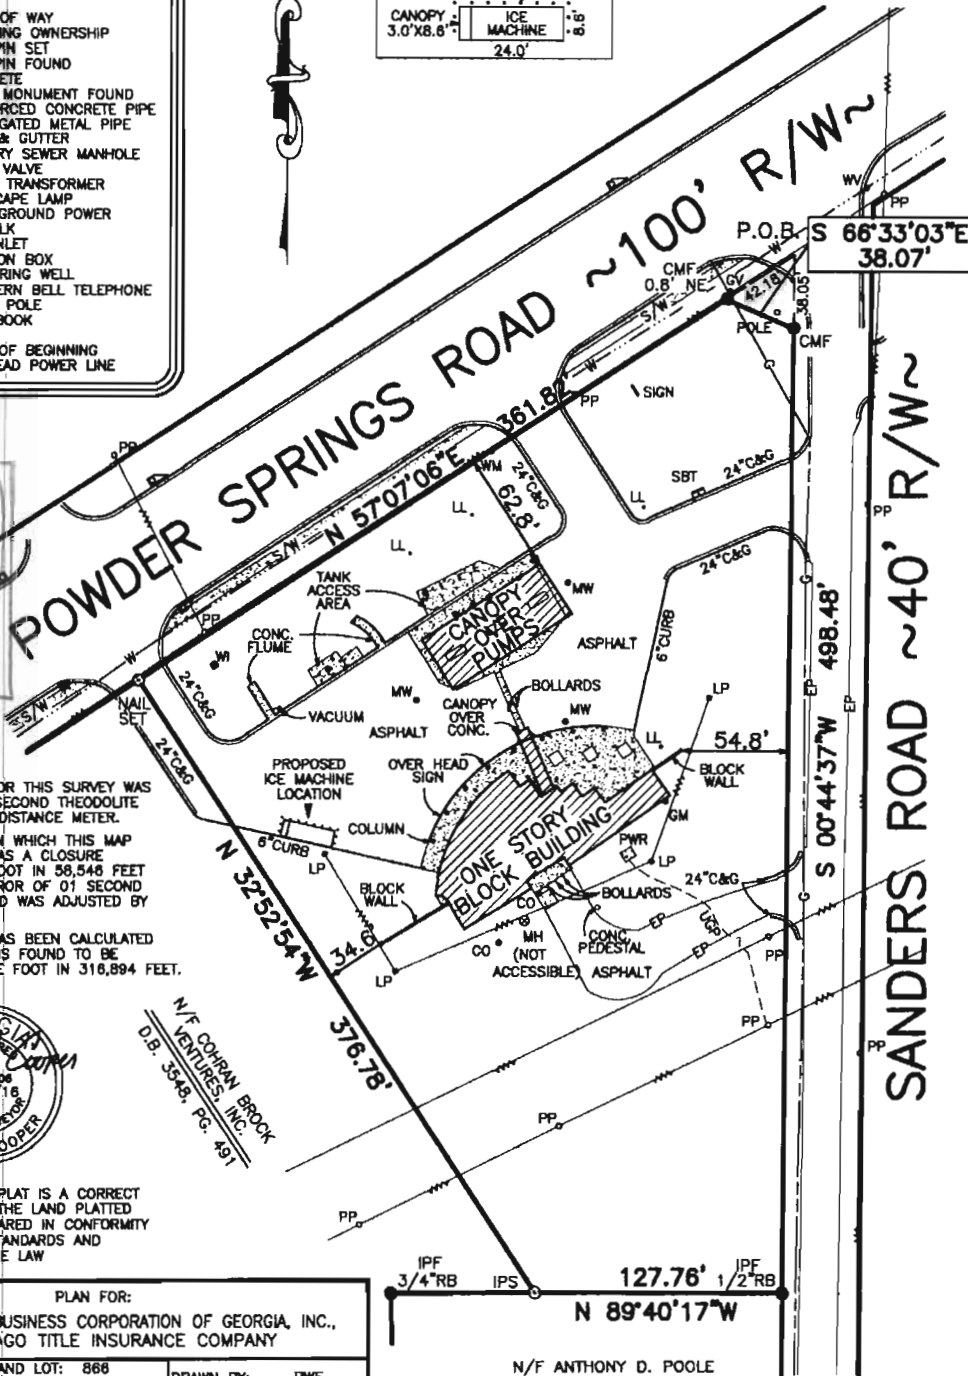 OF WAY
NG OWNERSHIP
PIN SET
PIN FOUND
MONUMENT FOUND
RCED CONCRETE PIPE
GATED METAL PIPE
& GUTTER
RY SEWER MANHOLE
VALVE
TRANSFORMER
CAPE LAMP
GROUND POWER
LK
NLET
ON BOX
RING WELL
ERN BELL TELEPHONE
POLE
BOOK
OF BEGINNING
EAD POWER LINE
CANOPY
3.0'X8.6'
ICE
MACHINE
8.6'
24.0'
POWDER SPRINGS ROAD ~100' R/W~
WV
PP
P.O.B.
S 66°33'03"E
38.07'
W
CMF
0.8' NE
GV
42.18
38.05'
S/W
POLE
CMF
G
W
PP
SIGN
361.82'
N 57°07'06"E
PP
WM
24"C&G
62.8'
SBT
24"C&G
LL
LL
LL
PP
S/W
TANK
ACCESS
AREA
CANOPY
OVER
PUMPS
MW
24"C&G
G
ASPHALT
6"CURB
CONC.
FLUME
PP
WI
W
24"C&G
S/W
NAIL
SET
VACUUM
MW
BOLLARDS
CANOPY
OVER
CONC.
MW
LP
EP
EP
ASPHALT
LL
54.8'
24"C&G
PROPOSED
ICE MACHINE
LOCATION
OVER HEAD
SIGN
BLOCK
WALL
S 00°44'37"W 498.48'
SANDERS ROAD ~40' R/W~
COLUMN
6"CURB
LP
ONE STORY
BLOCK BUILDING
GM
PWR
LP
N 32°52'54"W
376.78'
BLOCK
WALL
CO
BOLLARDS
24"C&G
G
EP
UGP
?
EP
34.6'
CO
MH
(NOT
ACCESSIBLE)
CONC.
PEDESTAL
ASPHALT
LP
PP
PP
PP
PP
PP
OR THIS SURVEY WAS
SECOND THEODOLITE
DISTANCE METER.
N WHICH THIS MAP
AS A CLOSURE
OOT IN 58,546 FEET
ROR OF 01 SECOND
D WAS ADJUSTED BY
AS BEEN CALCULATED
S FOUND TO BE
E FOOT IN 316,894 FEET.
N/F COHRAN BROCK
VENTURES, INC.
D.B. 3548, PG. 491
Cooper
COOPER
PLAT IS A CORRECT
THE LAND PLATTED
ARED IN CONFORMITY
ANDARDS AND
E LAW
IPF
3/4"RB
IPS
127.76'
IPF
1/2"RB
N 89°40'17"W
PLAN FOR:
USINESS CORPORATION OF GEORGIA, INC.,
AGO TITLE INSURANCE COMPANY
AND LOT: 866
N/F ANTHONY D. POOLE